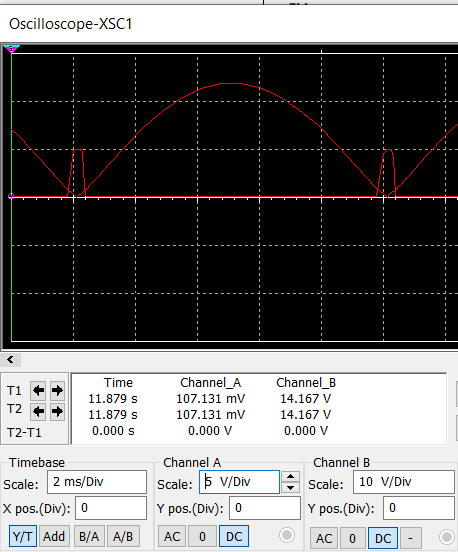 Oscilloscope-XSC1
T1
T2
T2-T1
Time Channel_A Channel_B
11.879 s 107.131 mV 14.167 V
11.879 s 107.131 mV 14.167 V
0.000 s 0.000 V 0.000 V
Timebase
Scale: 2 ms/Div
X pos.(Div): 0
Y/T Add B/A A/B
Channel A
Scale: 5 V/Div
Y pos.(Div): 0
AC 0 DC
Channel B
Scale: 10 V/Div
Y pos.(Div): 0
AC 0 DC -